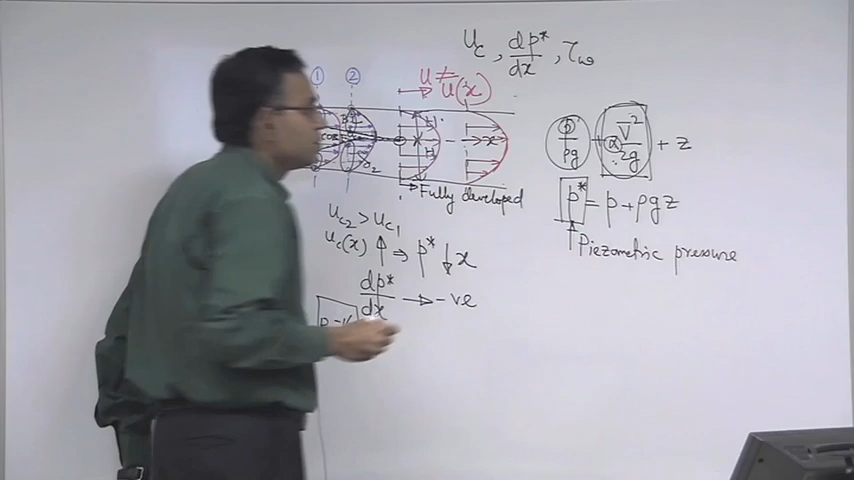 U_c, dp*/dx, τ_w
① ② u ≠ u(x)
p/ρg + α V̄²/2g + z
H
x
H
Fully developed
p* = p + ρgz
Piezometric pressure
u_c2 > u_c1
u_c(x) ↑ ⇒ p* ↓ x
dp*/dx → -ve